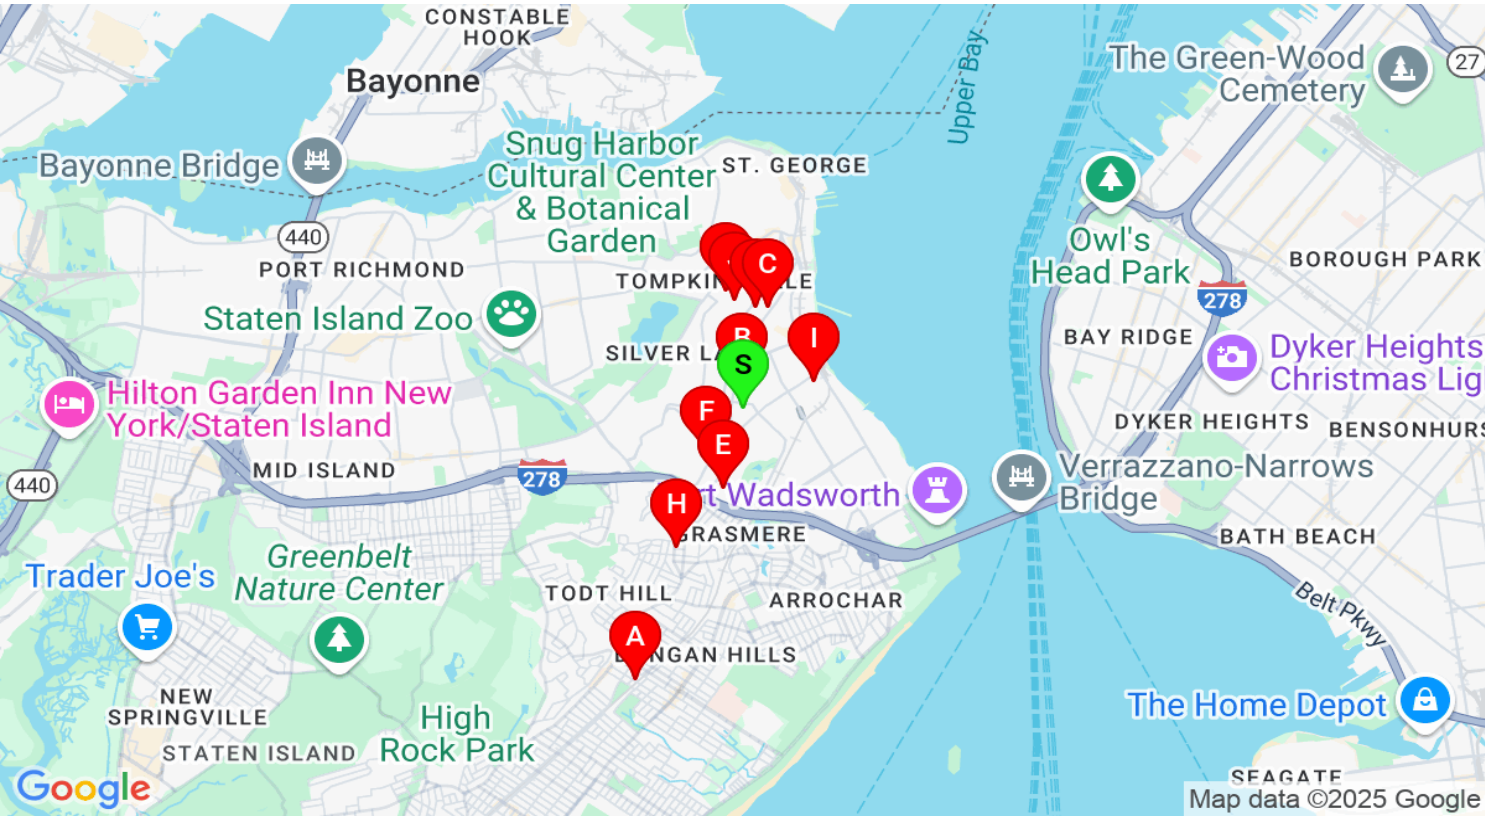 CONSTABLE
HOOK
Bayonne
Upper Bay
The Green-Wood
Cemetery
27
Bayonne Bridge
Snug Harbor
Cultural Center
& Botanical
Garden
ST. GEORGE
440
PORT RICHMOND
Owl's
Head Park
BOROUGH PARK
C
278
Staten Island Zoo
B
I
S
SILVER LA
BAY RIDGE
Dyker Heights
Christmas Lig
Hilton Garden Inn New
York/Staten Island
F
E
DYKER HEIGHTS
BENSONHURS
MID ISLAND
278
440
rt Wadsworth
Verrazzano-Narrows
Bridge
H
GRASMERE
BATH BEACH
Greenbelt
Nature Center
Trader Joe's
TODT HILL
ARROCHAR
Belt Pkwy
A
NGAN HILLS
NEW
SPRINGVILLE
High
Rock Park
STATEN ISLAND
The Home Depot
SEAGATE
Google
Map data ©2025 Google